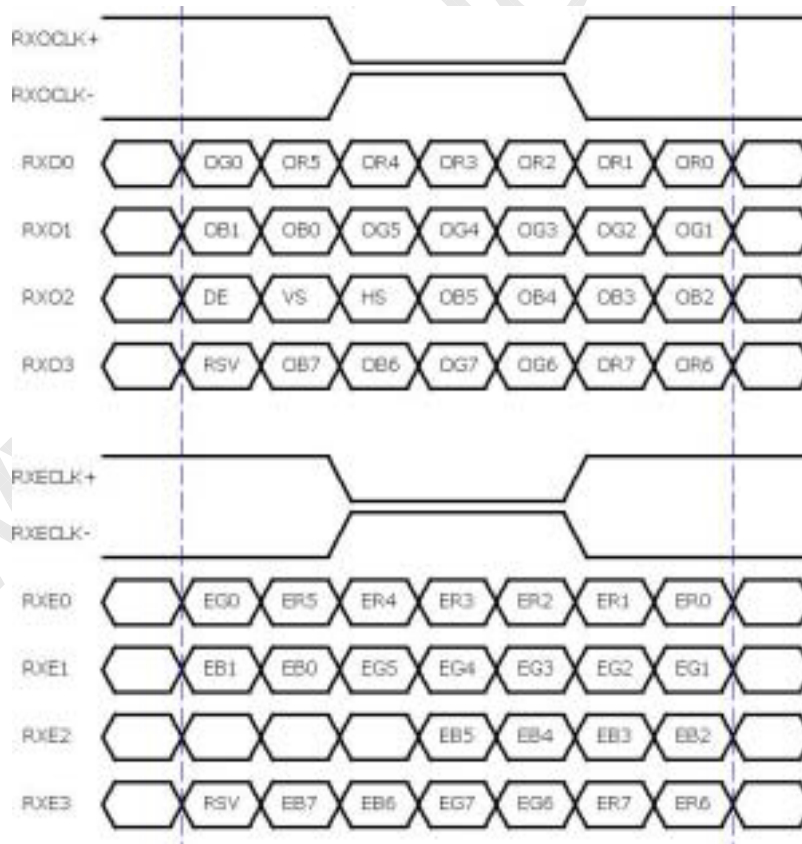 RXOCLK+
RXOCLK-
RXO0 OG0 OR5 OR4 OR3 OR2 OR1 OR0
RXO1 OB1 OB0 OG5 OG4 OG3 OG2 OG1
RXO2 DE VS HS OB5 OB4 OB3 OB2
RXO3 RSV OB7 OB6 OG7 OG6 OR7 OR6
RXECLK+
RXECLK-
RXE0 EG0 ER5 ER4 ER3 ER2 ER1 ER0
RXE1 EB1 EB0 EG5 EG4 EG3 EG2 EG1
RXE2 EB5 EB4 EB3 EB2
RXE3 RSV EB7 EB6 EG7 EG6 ER7 ER6